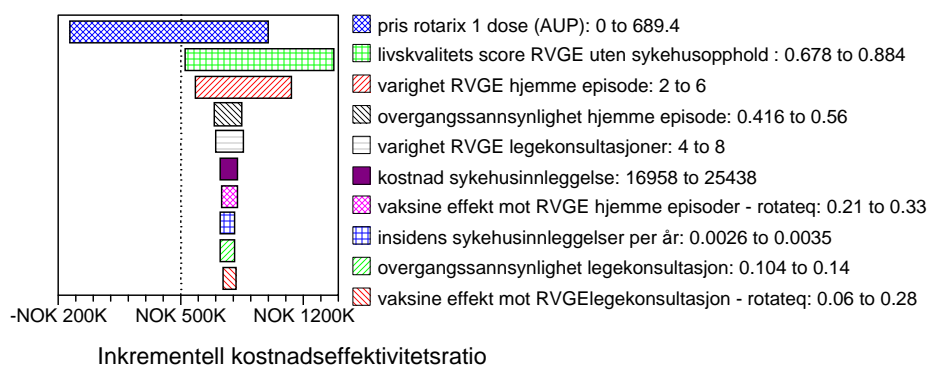 pris rotarix 1 dose (AUP): 0 to 689.4
livskvalitets score RVGE uten sykehusopphold : 0.678 to 0.884
varighet RVGE hjemme episode: 2 to 6
overgangssannsynlighet hjemme episode: 0.416 to 0.56
varighet RVGE legekonsultasjoner: 4 to 8
kostnad sykehusinnleggelse: 16958 to 25438
vaksine effekt mot RVGE hjemme episoder - rotateq: 0.21 to 0.33
insidens sykehusinnleggelser per år: 0.0026 to 0.0035
overgangssannsynlighet legekonsultasjon: 0.104 to 0.14
vaksine effekt mot RVGElegekonsultasjon - rotateq: 0.06 to 0.28
-NOK 200K NOK 500K NOK 1200K
Inkrementell kostnadseffektivitetsratio